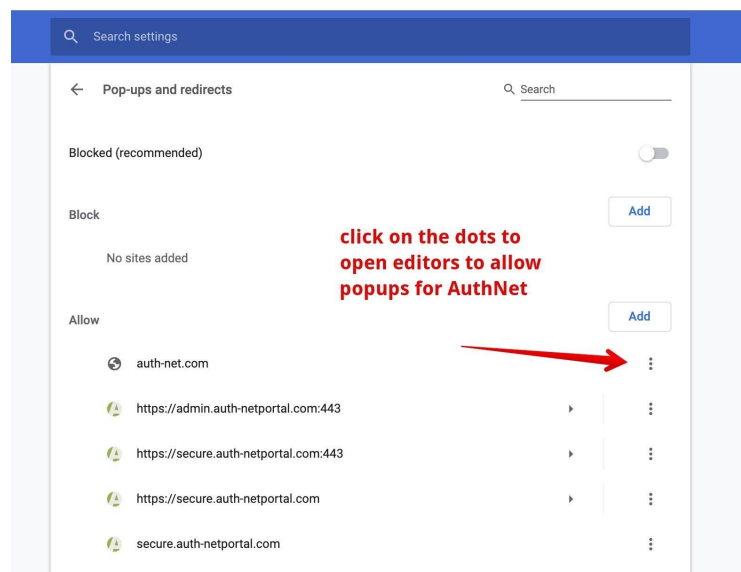 Search settings
Pop-ups and redirects
Search
Blocked (recommended)
Block
Add
No sites added
click on the dots to
open editors to allow
popups for AuthNet
Allow
Add
auth-net.com
https://admin.auth-netportal.com:443
https://secure.auth-netportal.com:443
https://secure.auth-netportal.com
secure.auth-netportal.com